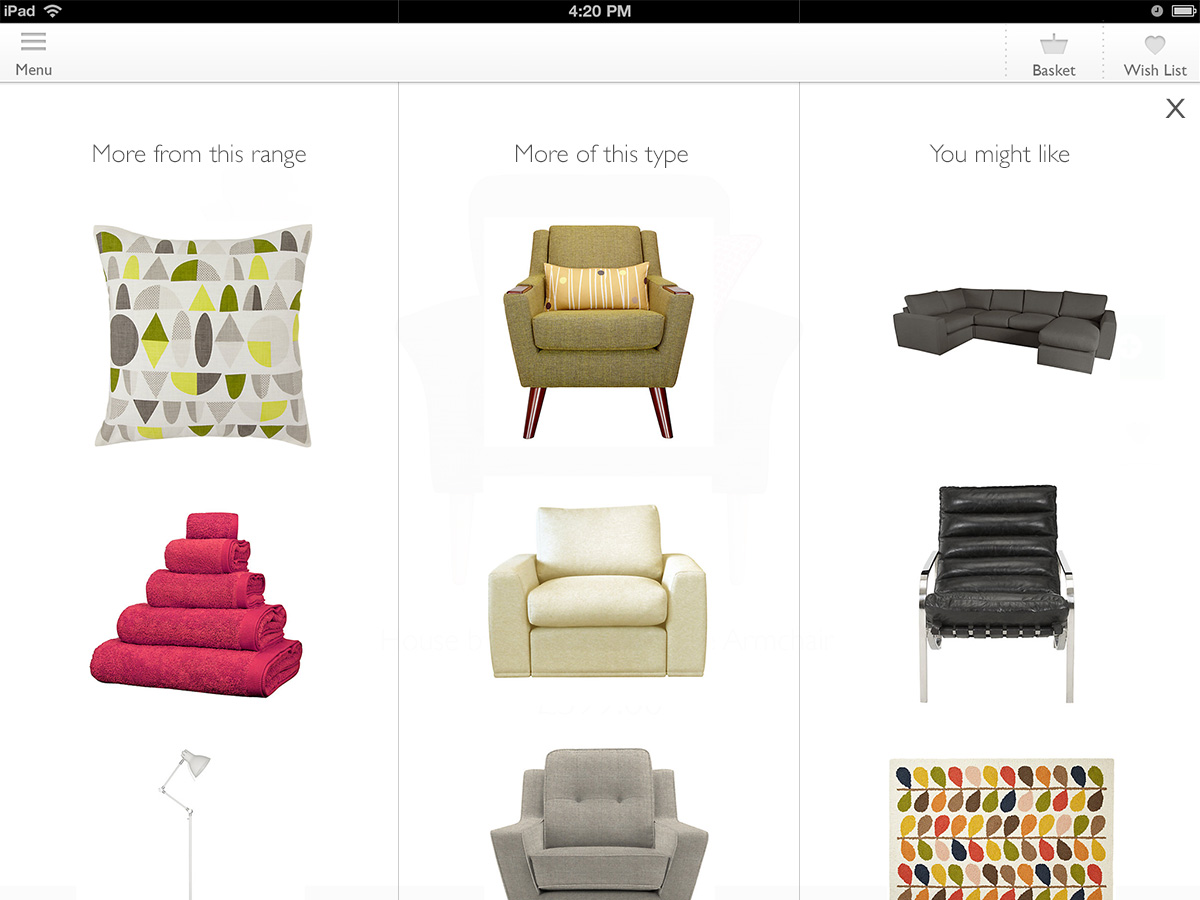 iPad
4:20 PM
Menu
Basket
Wish List
X
More from this range
More of this type
You might like